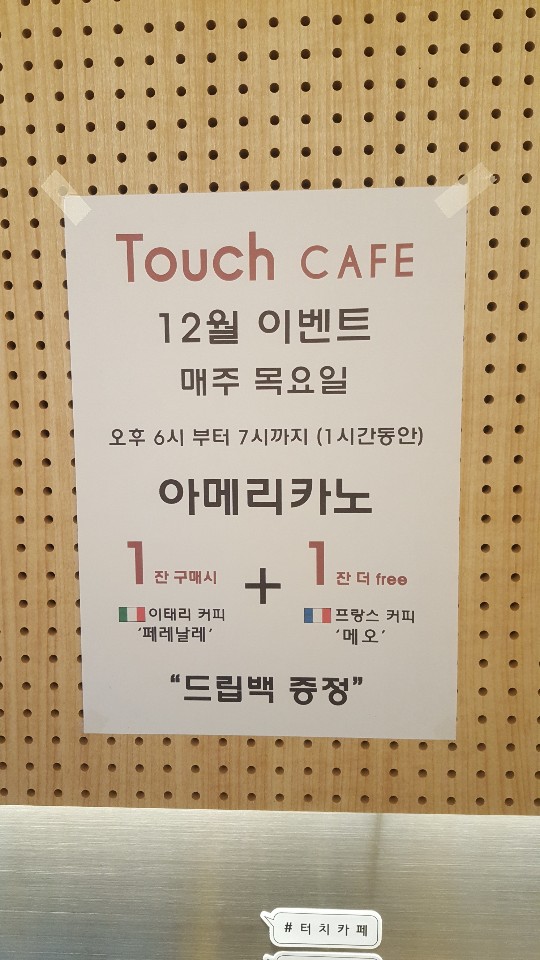 Touch CAFE
12월 이벤트
매주 목요일
오후 6시 부터 7시까지 (1시간동안)
아메리카노
1 잔 구매시 + 1 잔 더 free
이태리 커피 프랑스 커피
‘페레날레’ ‘메오’
“드립백 증정”
#터치카페